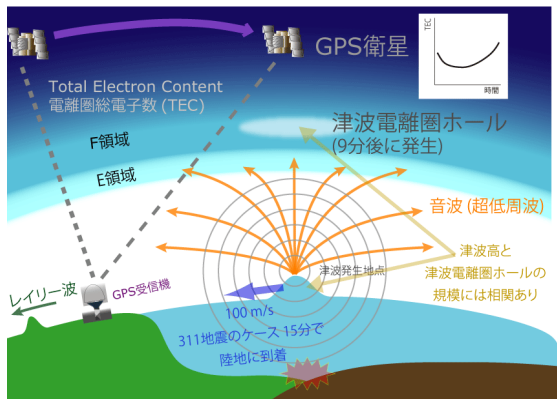 GPS衛星
TEC
時間
Total Electron Content
電離圏総電子数 (TEC)
津波電離圏ホール
(9分後に発生)
F領域
E領域
音波 (超低周波)
津波高と
津波電離圏ホールの
規模には相関あり
津波発生地点
GPS受信機
レイリー波
100 m/s
311地震のケース 15分で
陸地に到着